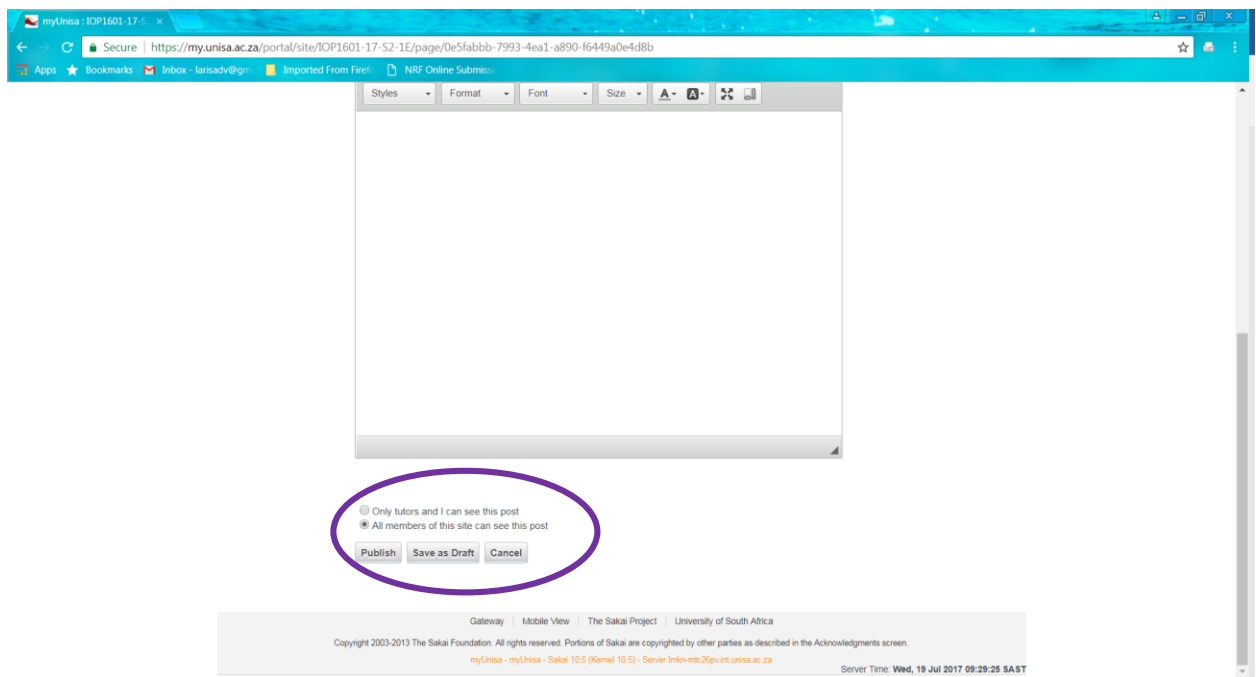 myUnisa : IOP1601-17-S
Secure | https://my.unisa.ac.za/portal/site/IOP1601-17-S2-1E/page/0e5fabbb-7993-4ea1-a890-f6449a0e4d8b
Apps Bookmarks Inbox - larisadv@gm Imported From Firefo NRF Online Submissi
Styles Format Font Size A A
Only tutors and I can see this post
All members of this site can see this post
Publish Save as Draft Cancel
Gateway | Mobile View | The Sakai Project | University of South Africa
Copyright 2003-2013 The Sakai Foundation. All rights reserved. Portions of Sakai are copyrighted by other parties as described in the Acknowledgments screen.
myUnisa - myUnisa - Sakai 10.5 (Kernel 10.5) - Server lmkn-mtc26pv.int.unisa.ac.za
Server Time: Wed, 19 Jul 2017 09:29:25 SAST